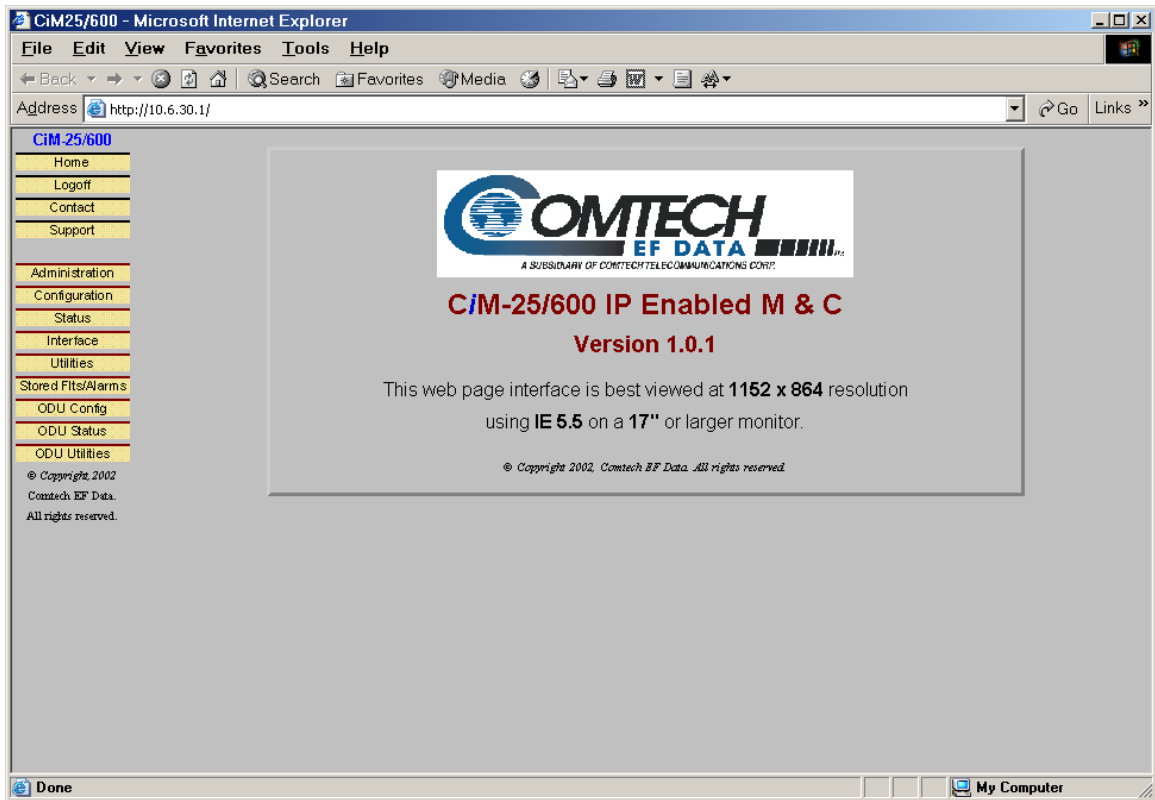 CiM25/600 - Microsoft Internet Explorer
File Edit View Favorites Tools Help
Back Search Favorites Media
Address http://10.6.30.1/ Go Links »
CiM-25/600
Home
Logoff
Contact
Support
Administration
Configuration
Status
Interface
Utilities
Stored Flts/Alarms
ODU Config
ODU Status
ODU Utilities
© Copyright, 2002
Comtech EF Data.
All rights reserved.
COMTECH
EF DATA
A SUBSIDIARY OF COMTECH TELECOMMUNICATIONS CORP.
CiM-25/600 IP Enabled M & C
Version 1.0.1
This web page interface is best viewed at 1152 x 864 resolution
using IE 5.5 on a 17" or larger monitor.
© Copyright 2002, Comtech EF Data. All rights reserved
Done My Computer